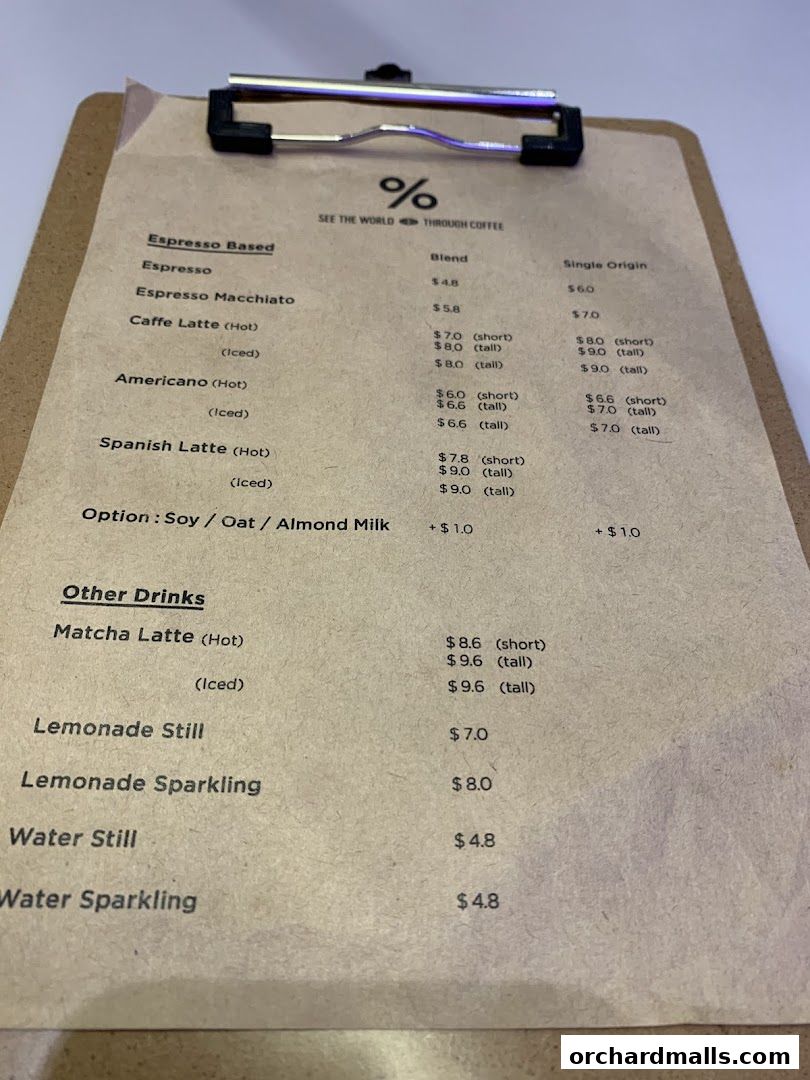 %
SEE THE WORLD THROUGH COFFEE
Espresso Based Blend Single Origin
Espresso $4.8 $6.0
Espresso Macchiato $5.8 $7.0
Caffe Latte (Hot) $7.0 (short) $8.0 (short)
$8.0 (tall) $9.0 (tall)
(Iced) $8.0 (tall) $9.0 (tall)
Americano (Hot) $6.0 (short) $6.6 (short)
$6.6 (tall) $7.0 (tall)
(Iced) $6.6 (tall) $7.0 (tall)
Spanish Latte (Hot) $7.8 (short)
$9.0 (tall)
(Iced) $9.0 (tall)
Option : Soy / Oat / Almond Milk + $1.0 + $1.0
Other Drinks
Matcha Latte (Hot) $8.6 (short)
$9.6 (tall)
(Iced) $9.6 (tall)
Lemonade Still $7.0
Lemonade Sparkling $8.0
Water Still $4.8
Water Sparkling $4.8
orchardmalls.com